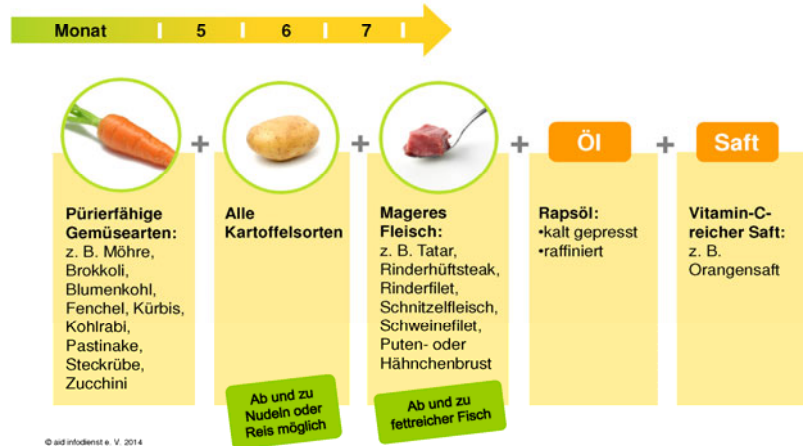 Monat 5 6 7
+ + + Öl + Saft
Pürierfähige
Gemüsearten:
z. B. Möhre,
Brokkoli,
Blumenkohl,
Fenchel, Kürbis,
Kohlrabi,
Pastinake,
Steckrübe,
Zucchini
Alle
Kartoffelsorten
Ab und zu
Nudeln oder
Reis möglich
Mageres
Fleisch:
z. B. Tatar,
Rinderhüftsteak,
Rinderfilet,
Schnitzelfleisch,
Schweinefilet,
Puten- oder
Hähnchenbrust
Ab und zu
fettreicher Fisch
Rapsöl:
•kalt gepresst
•raffiniert
Vitamin-C-
reicher Saft:
z. B.
Orangensaft
© aid infodienst e. V. 2014